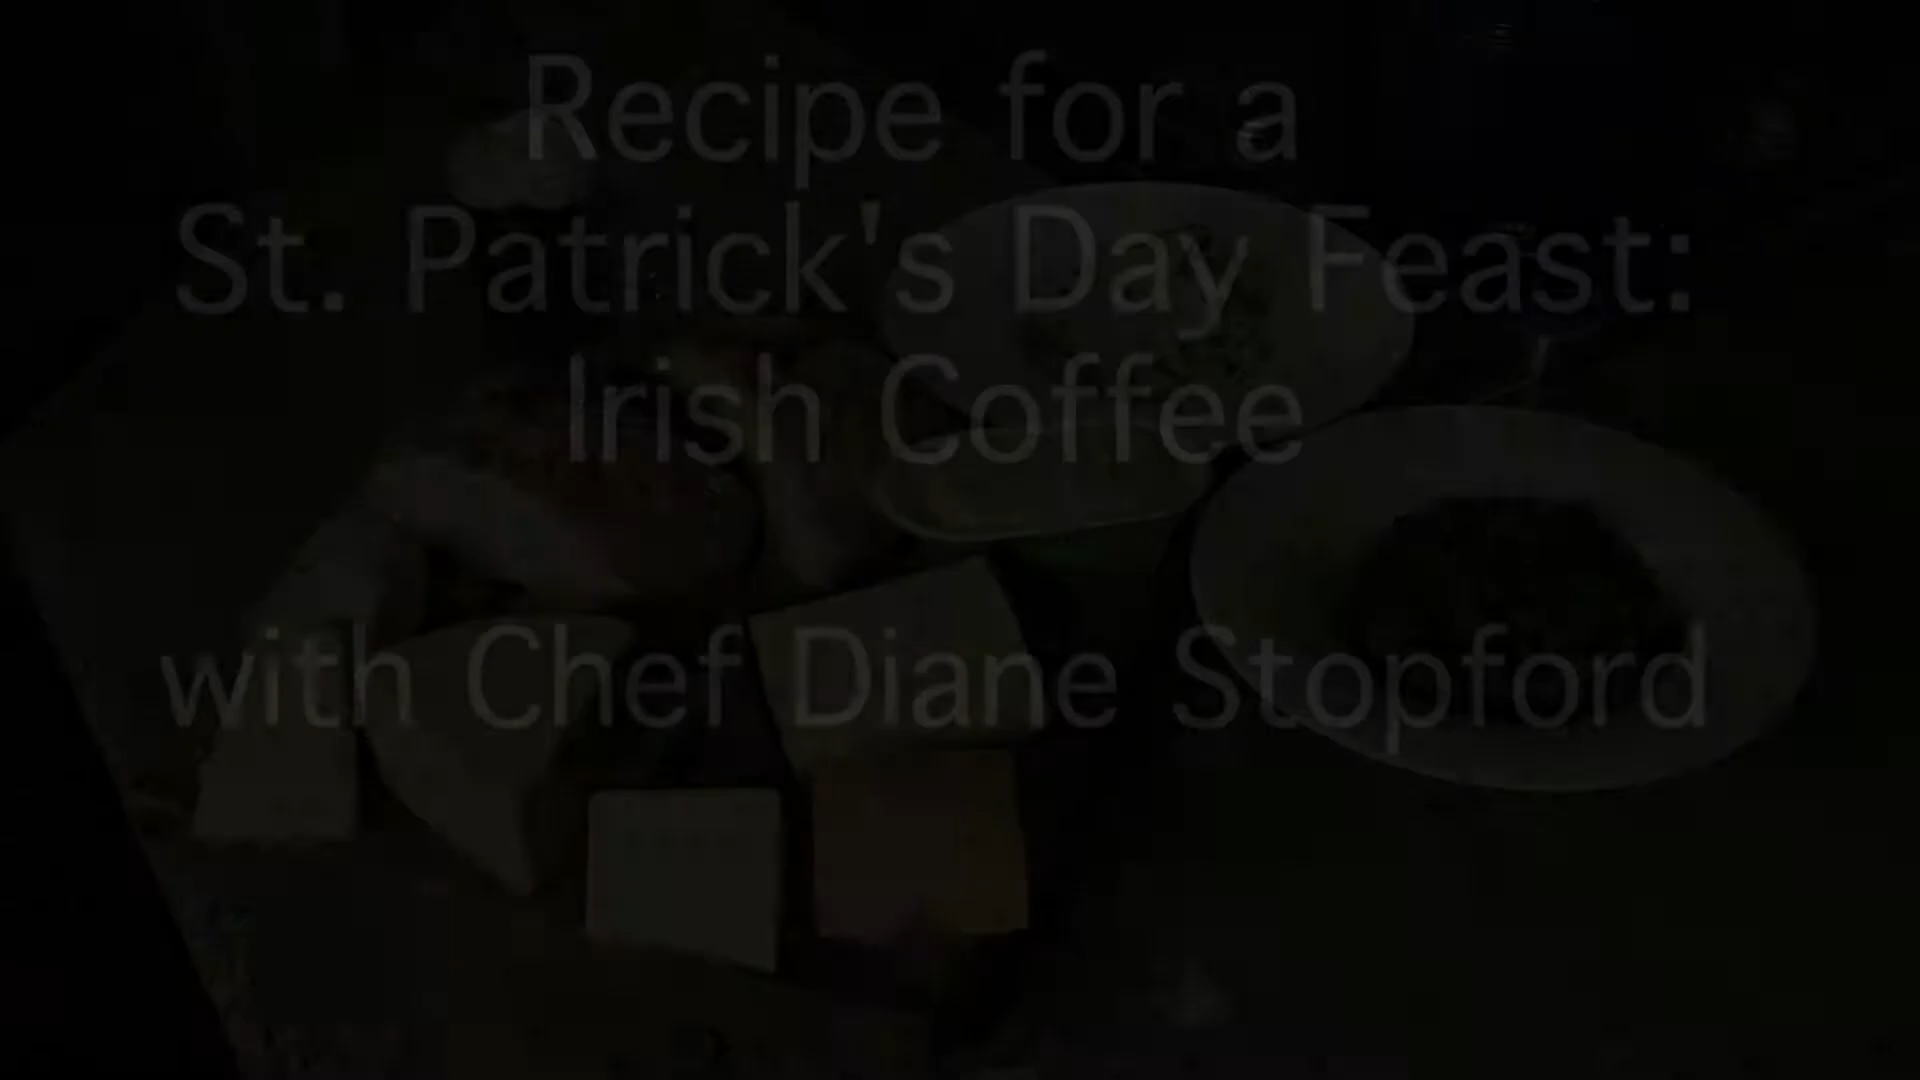 Recipe for a
St. Patrick's Day Feast:
Irish Coffee
with Chef Diane Stopford